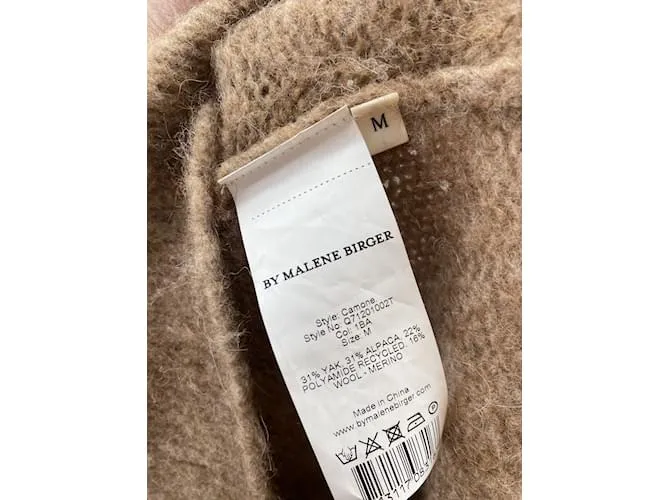 M
BY MALENE BIRGER
Style: Camone
Style No: Q71201002T
Col: 1BA
Size: M
31% YAK, 31% ALPACA, 22%
POLYAMIDE RECYCLED, 16%
WOOL - MERINO
Made in China
www.bymalenebirger.com